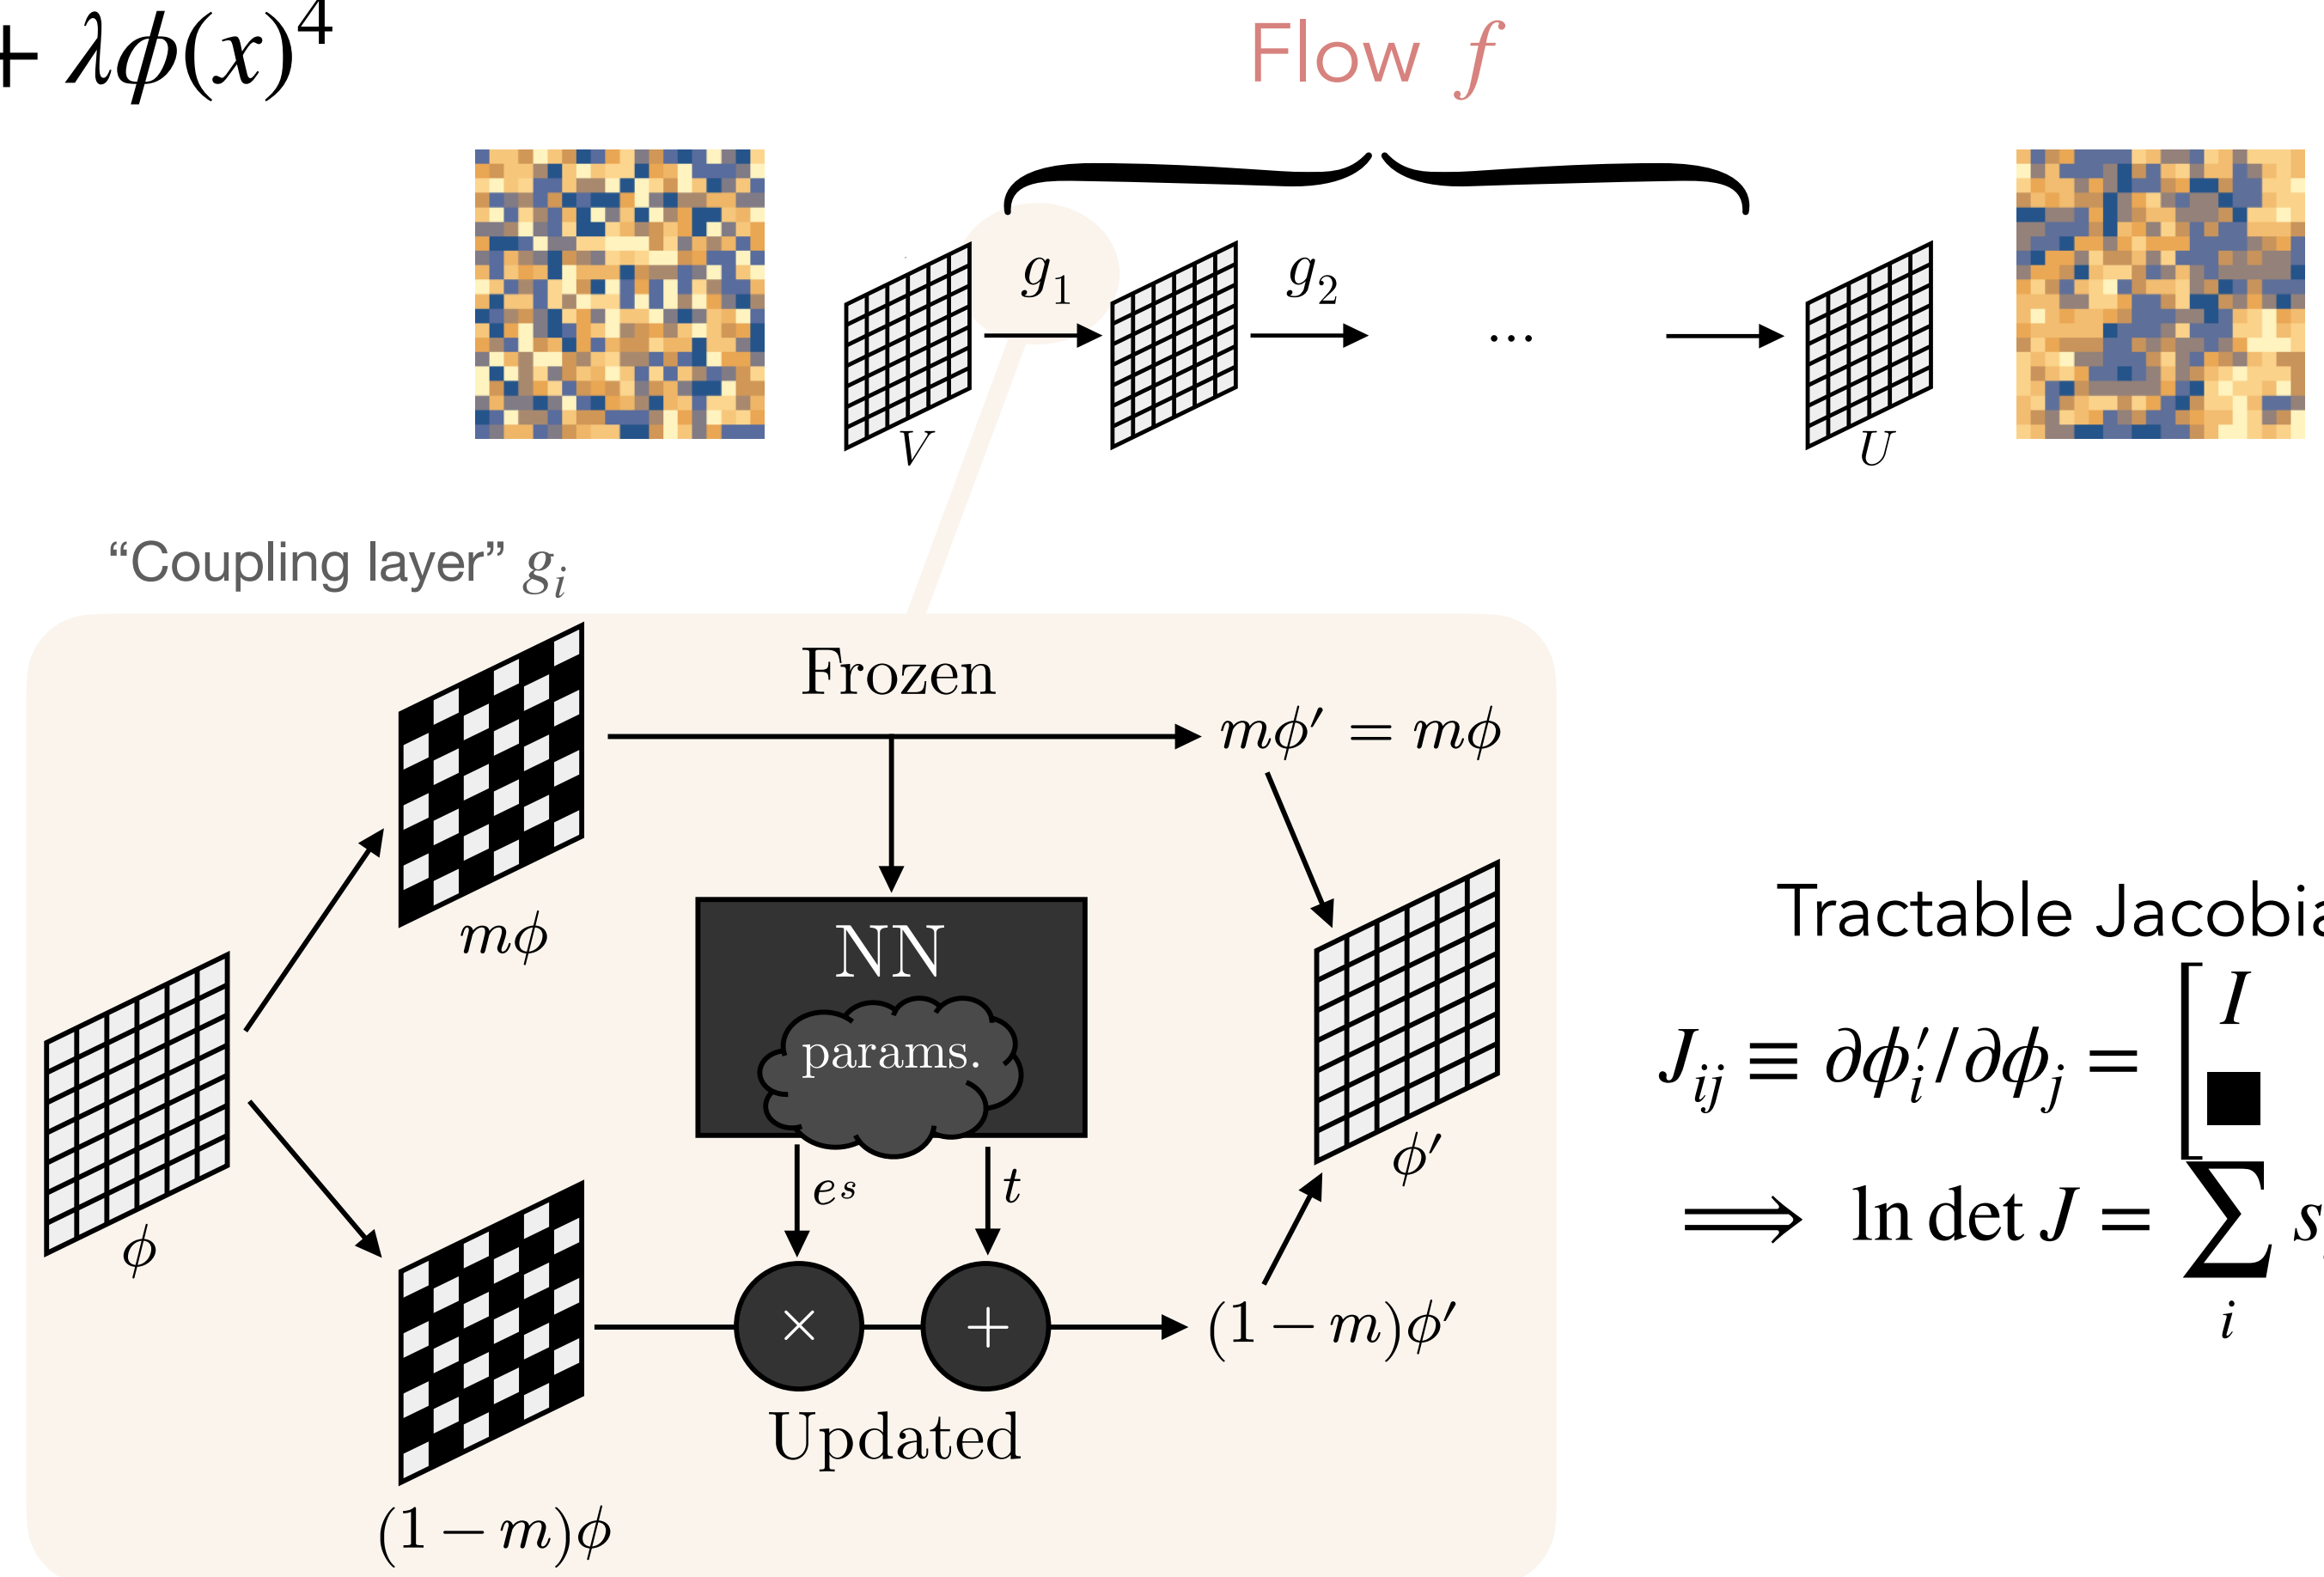 + λϕ(x)⁴
Flow f
g₁
g₂
...
V
U
“Coupling layer” gᵢ
Frozen
mϕ′ = mϕ
mϕ
NN
params.
ϕ
eˢ
t
ϕ′
×
+
(1 − m)ϕ′
Updated
(1 − m)ϕ
Tractable
Jᵢⱼ ≡ ∂ϕᵢ′/∂ϕⱼ = [ I
⟹ ln det J = ∑ᵢ s